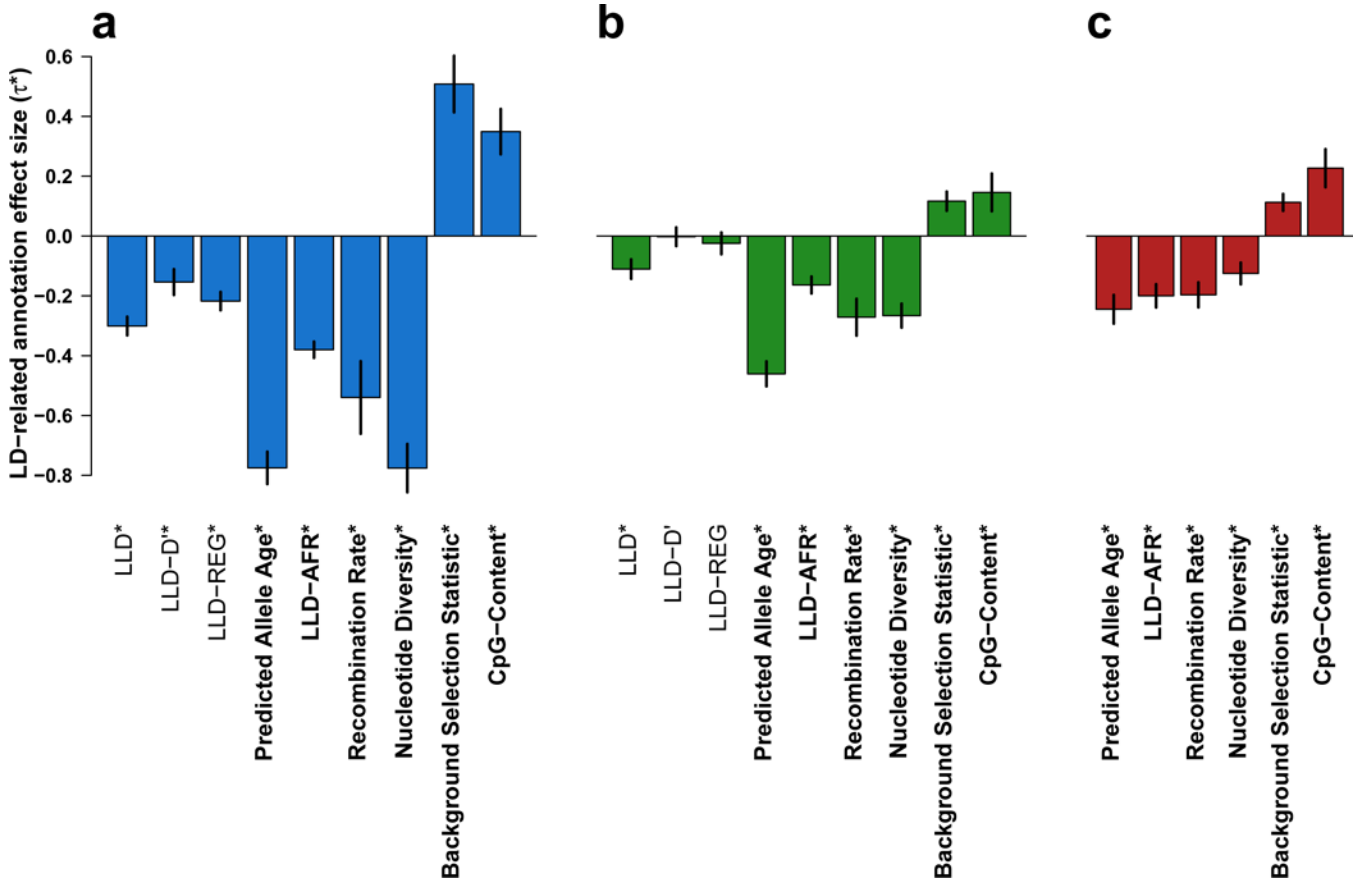 a
b
c
LD−related annotation effect size (τ*)
0.6
0.4
0.2
0.0
−0.2
−0.4
−0.6
−0.8
LLD*
LLD−D'*
LLD−REG*
Predicted Allele Age*
LLD−AFR*
Recombination Rate*
Nucleotide Diversity*
Background Selection Statistic*
CpG−Content*
LLD*
LLD−D'
LLD−REG
Predicted Allele Age*
LLD−AFR*
Recombination Rate*
Nucleotide Diversity*
Background Selection Statistic*
CpG−Content*
Predicted Allele Age*
LLD−AFR*
Recombination Rate*
Nucleotide Diversity*
Background Selection Statistic*
CpG−Content*